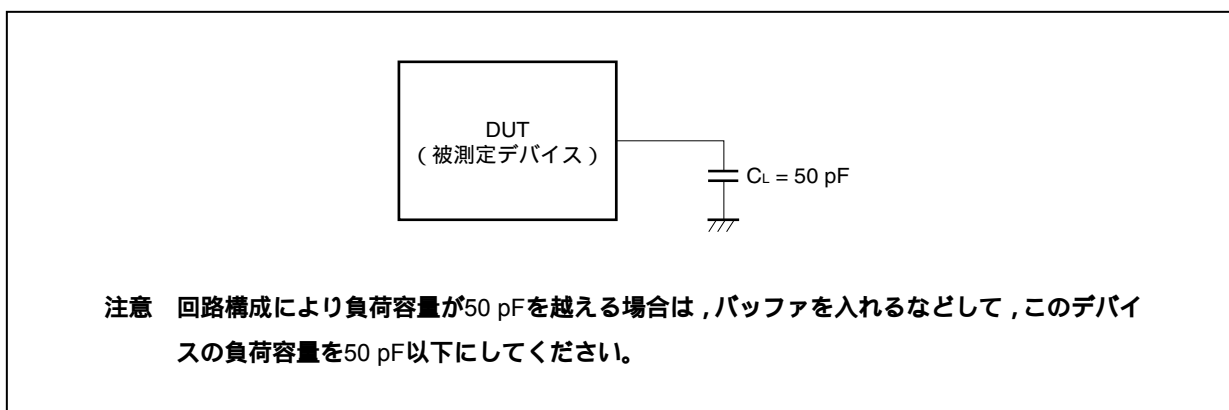 DUT
（被測定デバイス）
CL = 50 pF
注意　回路構成により負荷容量が50 pFを越える場合は，バッファを入れるなどして，このデバイ
スの負荷容量を50 pF以下にしてください。